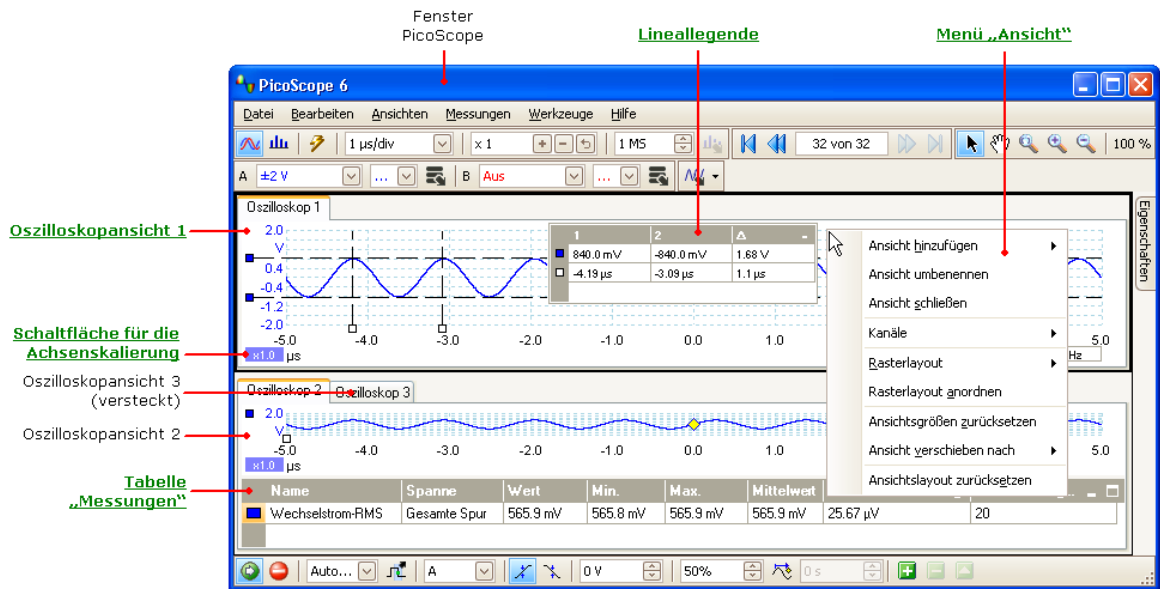 Fenster
PicoScope
Lineallegende
Menü „Ansicht“
PicoScope 6
Datei Bearbeiten Ansichten Messungen Werkzeuge Hilfe
1 µs/div x 1 1 MS 32 von 32 100 %
A ±2 V ... B Aus ...
Oszilloskop 1
Eigenschaften
Oszilloskopansicht 1
2.0
V
0.4
-0.4
-1.2
-2.0
-5.0 -4.0 -3.0 -2.0 -1.0 0.0 1.0 5.0
x1.0 µs Hz
1 2 Δ -
840.0 mV -840.0 mV 1.68 V
-4.19 µs -3.09 µs 1.1 µs
Ansicht hinzufügen
Ansicht umbenennen
Ansicht schließen
Kanäle
Rasterlayout
Rasterlayout anordnen
Ansichtsgrößen zurücksetzen
Ansicht verschieben nach
Ansichtslayout zurücksetzen
Schaltfläche für die
Achsenskalierung
Oszilloskopansicht 3
(versteckt)
Oszilloskop 2 Oszilloskop 3
Oszilloskopansicht 2
2.0
V
-5.0 -4.0 -3.0 -2.0 -1.0 0.0 1.0 5.0
x1.0 µs
Tabelle
„Messungen“
Name Spanne Wert Min. Max. Mittelwert
Wechselstrom-RMS Gesamte Spur 565.9 mV 565.8 mV 565.9 mV 565.9 mV 25.67 µV 20
Auto... A 0 V 50% 0 s